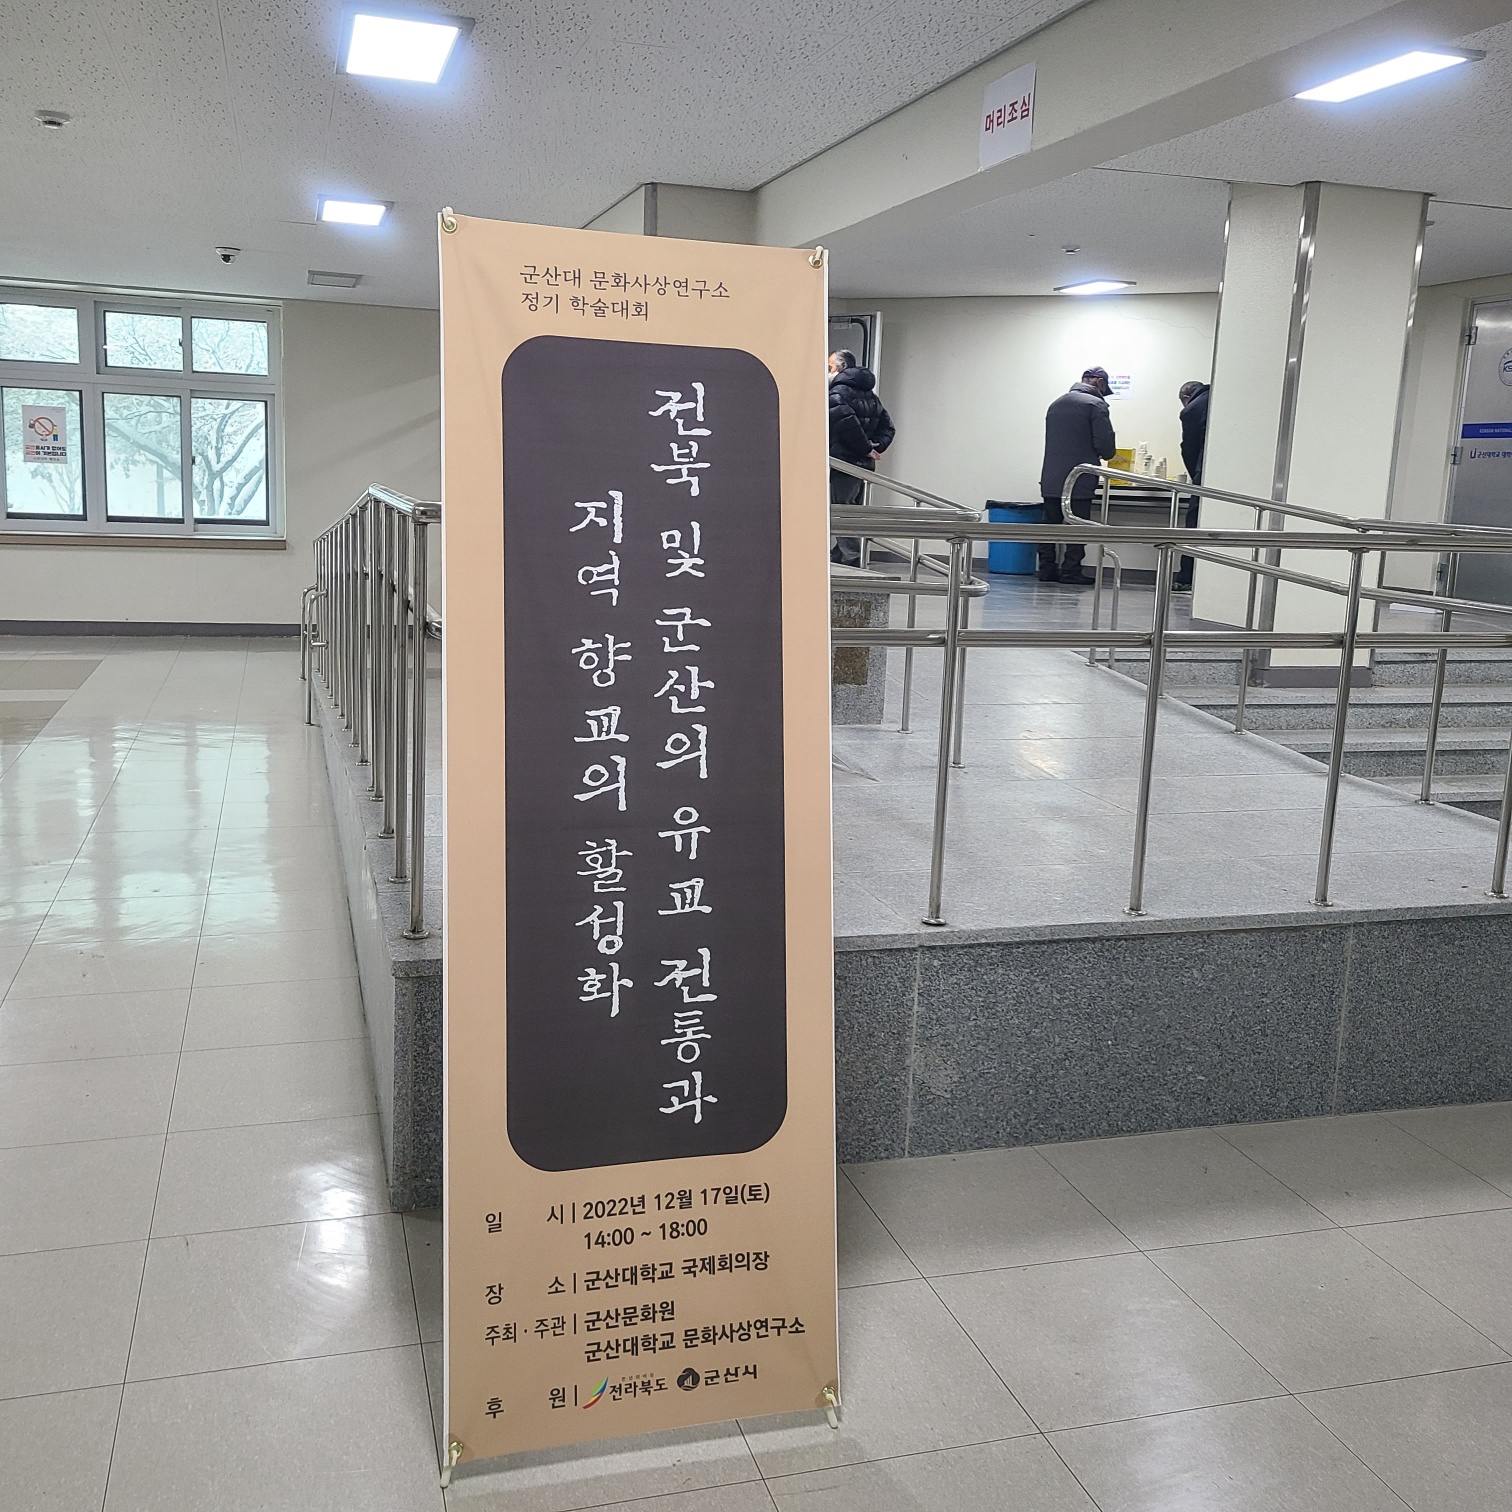 머리조심
군산대 문화사상연구소
정기 학술대회
전북 및 군산의 유교 전통과
지역 향교의 활성화
일 시 | 2022년 12월 17일(토)
14:00 ~ 18:00
장 소 | 군산대학교 국제회의장
주최 · 주관 | 군산문화원
군산대학교 문화사상연구소
후 원 | 전라북도 군산시